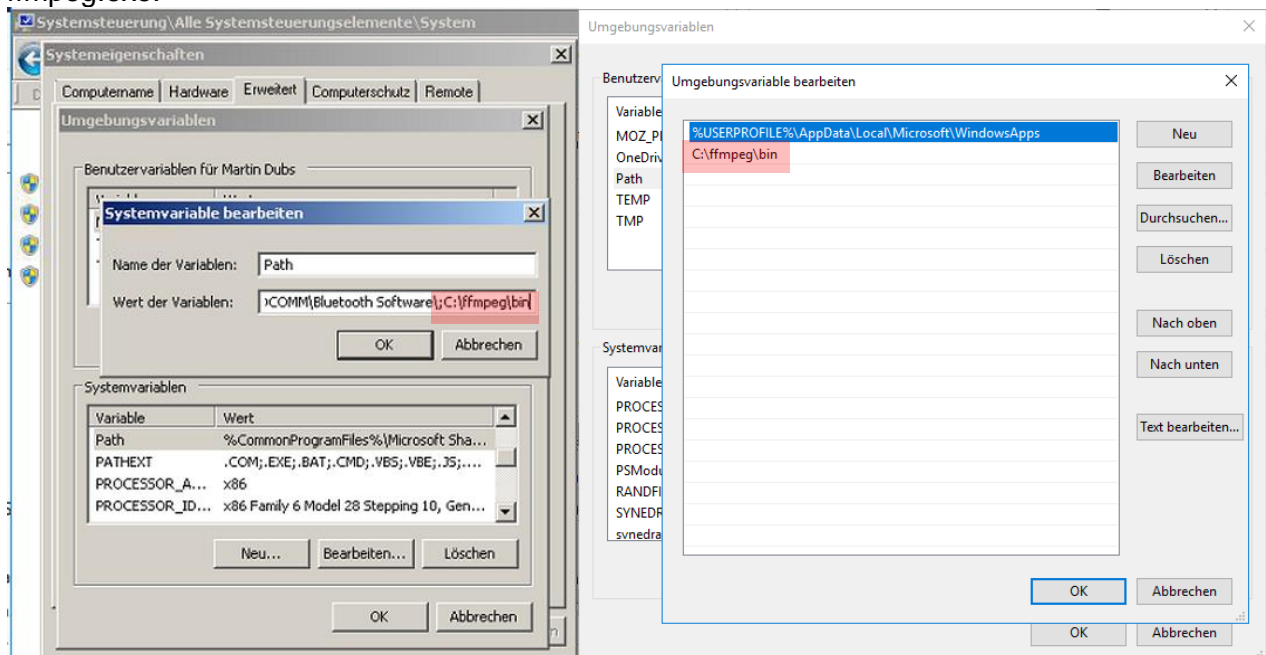 Systemsteuerung\Alle Systemsteuerungselemente\System
Systemeigenschaften
Computername Hardware Erweitert Computerschutz Remote
Umgebungsvariablen
Benutzervariablen für Martin Dubs
Systemvariable bearbeiten
Name der Variablen: Path
Wert der Variablen: COMM\Bluetooth Software\;C:\ffmpeg\bin
OK Abbrechen
Systemvariablen
Variable Wert
Path %CommonProgramFiles%\Microsoft Sha...
PATHEXT .COM;.EXE;.BAT;.CMD;.VBS;.VBE;.JS;....
PROCESSOR_A... x86
PROCESSOR_ID... x86 Family 6 Model 28 Stepping 10, Gen...
Neu... Bearbeiten... Löschen
OK Abbrechen
Umgebungsvariablen
Benutzerv
Variable
MOZ_Pl
OneDriv
Path
TEMP
TMP
Systemvar
Variable
PROCES
PROCES
PROCES
PSModu
RANDFI
SYNEDR
synedra
Umgebungsvariable bearbeiten
%USERPROFILE%\AppData\Local\Microsoft\WindowsApps
C:\ffmpeg\bin
Neu
Bearbeiten
Durchsuchen...
Löschen
Nach oben
Nach unten
Text bearbeiten...
OK Abbrechen
OK Abbrechen